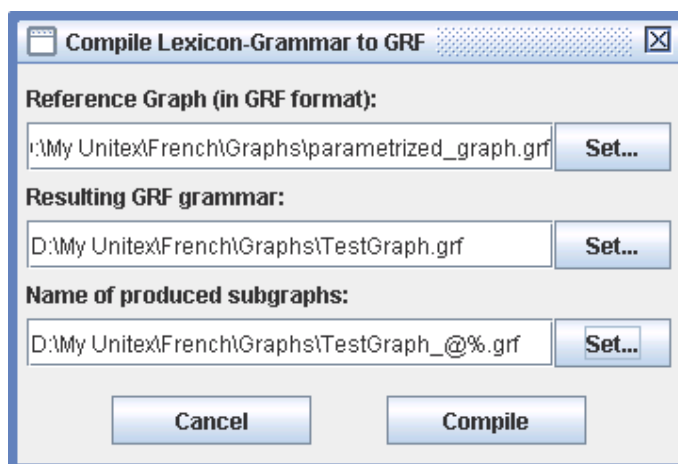 Compile Lexicon-Grammar to GRF
Reference Graph (in GRF format):
:\My Unitex\French\Graphs\parametrized_graph.grf
Set...
Resulting GRF grammar:
D:\My Unitex\French\Graphs\TestGraph.grf
Set...
Name of produced subgraphs:
D:\My Unitex\French\Graphs\TestGraph_@%.grf
Set...
Cancel
Compile